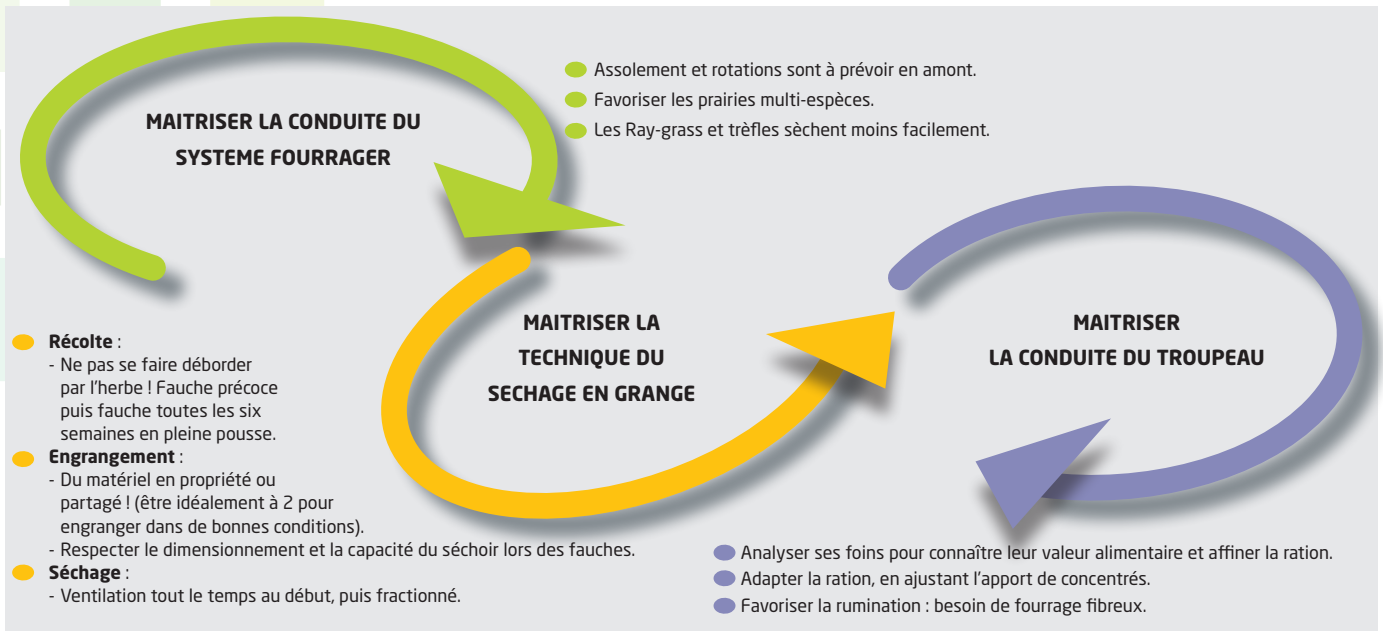 MAITRISER LA CONDUITE DU
SYSTEME FOURRAGER
Assolement et rotations sont à prévoir en amont.
Favoriser les prairies multi-espèces.
Les Ray-grass et trèfles sèchent moins facilement.
MAITRISER LA
TECHNIQUE DU
SECHAGE EN GRANGE
Récolte :
- Ne pas se faire déborder
par l'herbe ! Fauche précoce
puis fauche toutes les six
semaines en pleine pousse.
Engrangement :
- Du matériel en propriété ou
partagé ! (être idéalement à 2 pour
engranger dans de bonnes conditions).
- Respecter le dimensionnement et la capacité du séchoir lors des fauches.
Séchage :
- Ventilation tout le temps au début, puis fractionné.
MAITRISER
LA CONDUITE DU TROUPEAU
Analyser ses foins pour connaître leur valeur alimentaire et affiner la ration.
Adapter la ration, en ajustant l'apport de concentrés.
Favoriser la rumination : besoin de fourrage fibreux.